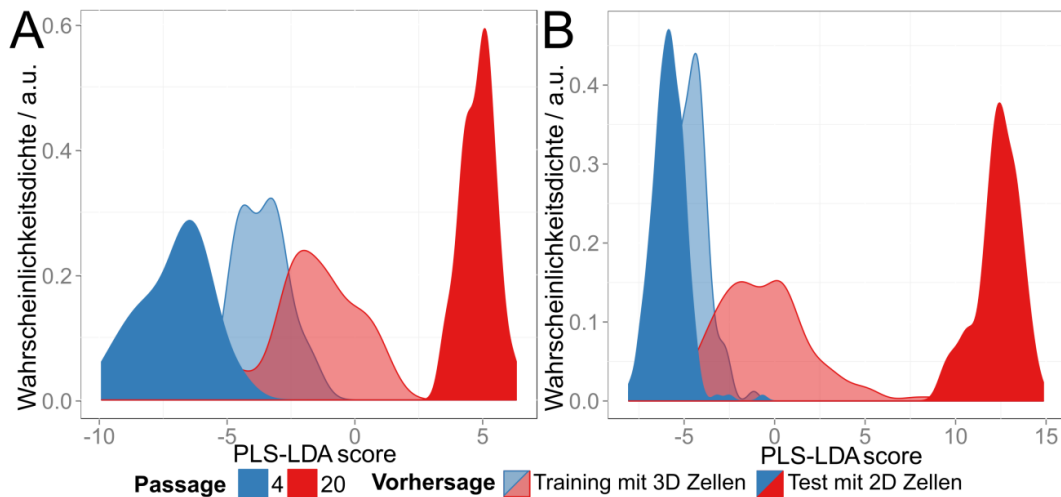 A
B
Wahrscheinlichkeitsdichte / a.u.
0.6
0.4
0.2
0.0
-10
-5
0
5
PLS-LDA score
Wahrscheinlichkeitsdichte / a.u.
0.4
0.3
0.2
0.1
0.0
-5
0
5
10
15
PLS-LDA score
Passage 4 20 Vorhersage Training mit 3D Zellen Test mit 2D Zellen